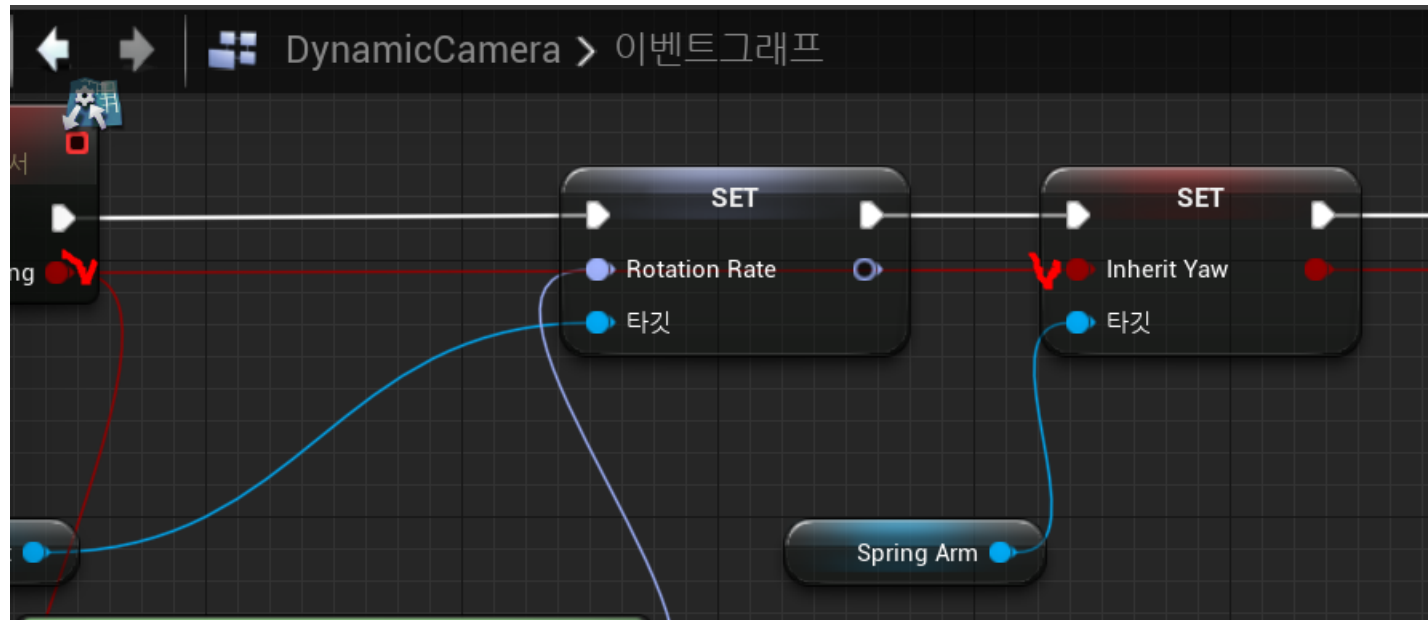 DynamicCamera > 이벤트그래프
서
SET
SET
ng
Rotation Rate
Inherit Yaw
타깃
타깃
Spring Arm